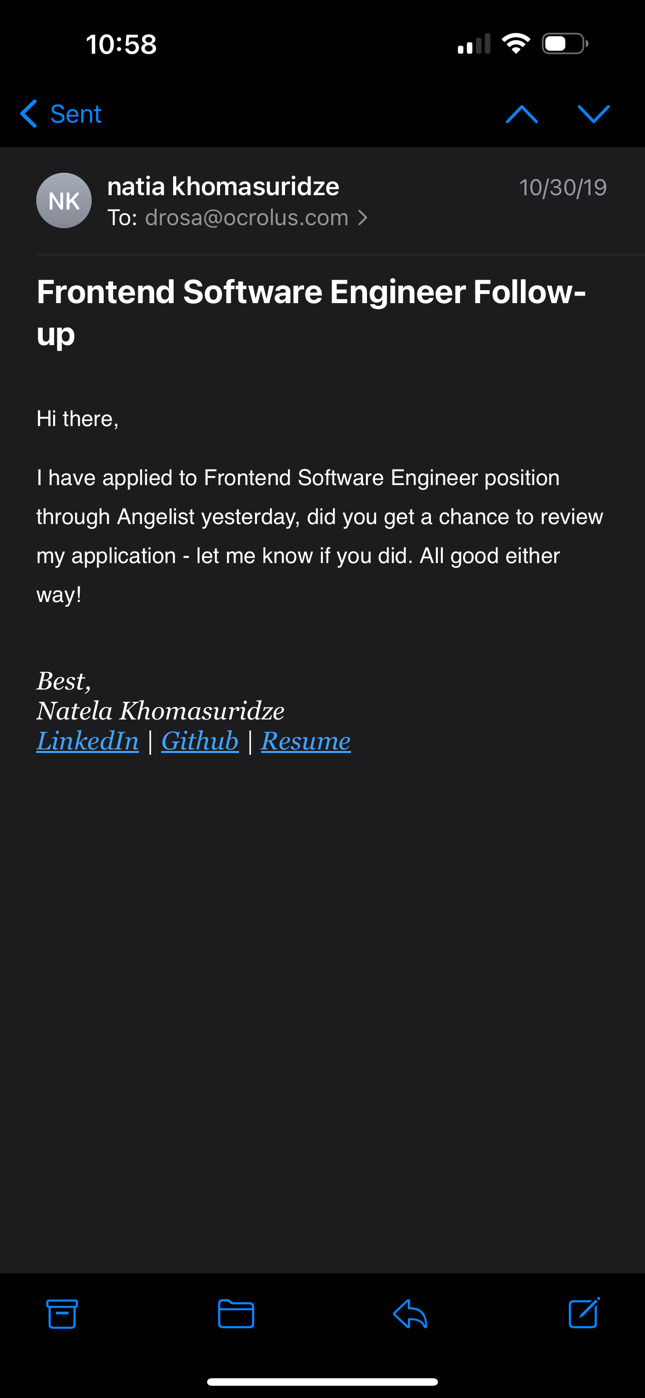 10:58
Sent
NK
natia khomasuridze
10/30/19
To: drosa@ocrolus.com
Frontend Software Engineer Follow-
up
Hi there,
I have applied to Frontend Software Engineer position
through Angelist yesterday, did you get a chance to review
my application - let me know if you did. All good either
way!
Best,
Natela Khomasuridze
LinkedIn | Github | Resume